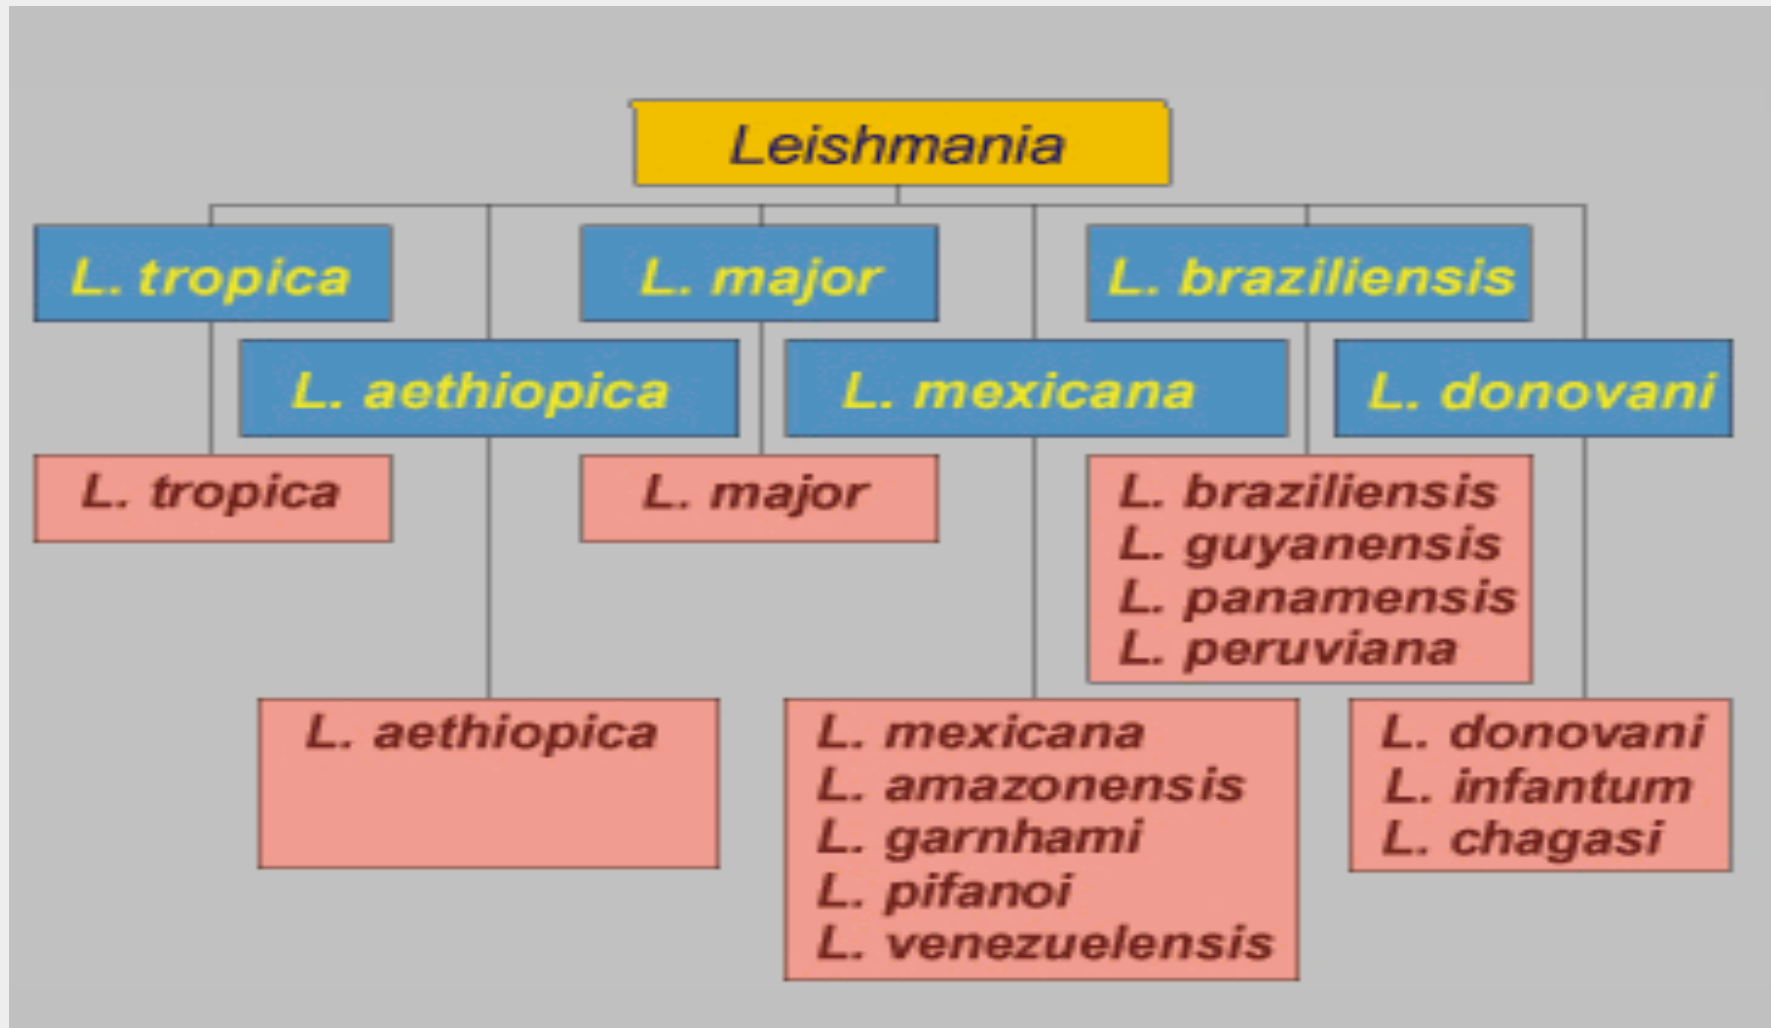 Leishmania
L. tropica
L. major
L. braziliensis
L. aethiopica
L. mexicana
L. donovani
L. tropica
L. major
L. braziliensis
L. guyanensis
L. panamensis
L. peruviana
L. aethiopica
L. mexicana
L. amazonensis
L. garnhami
L. pifanoi
L. venezuelensis
L. donovani
L. infantum
L. chagasi